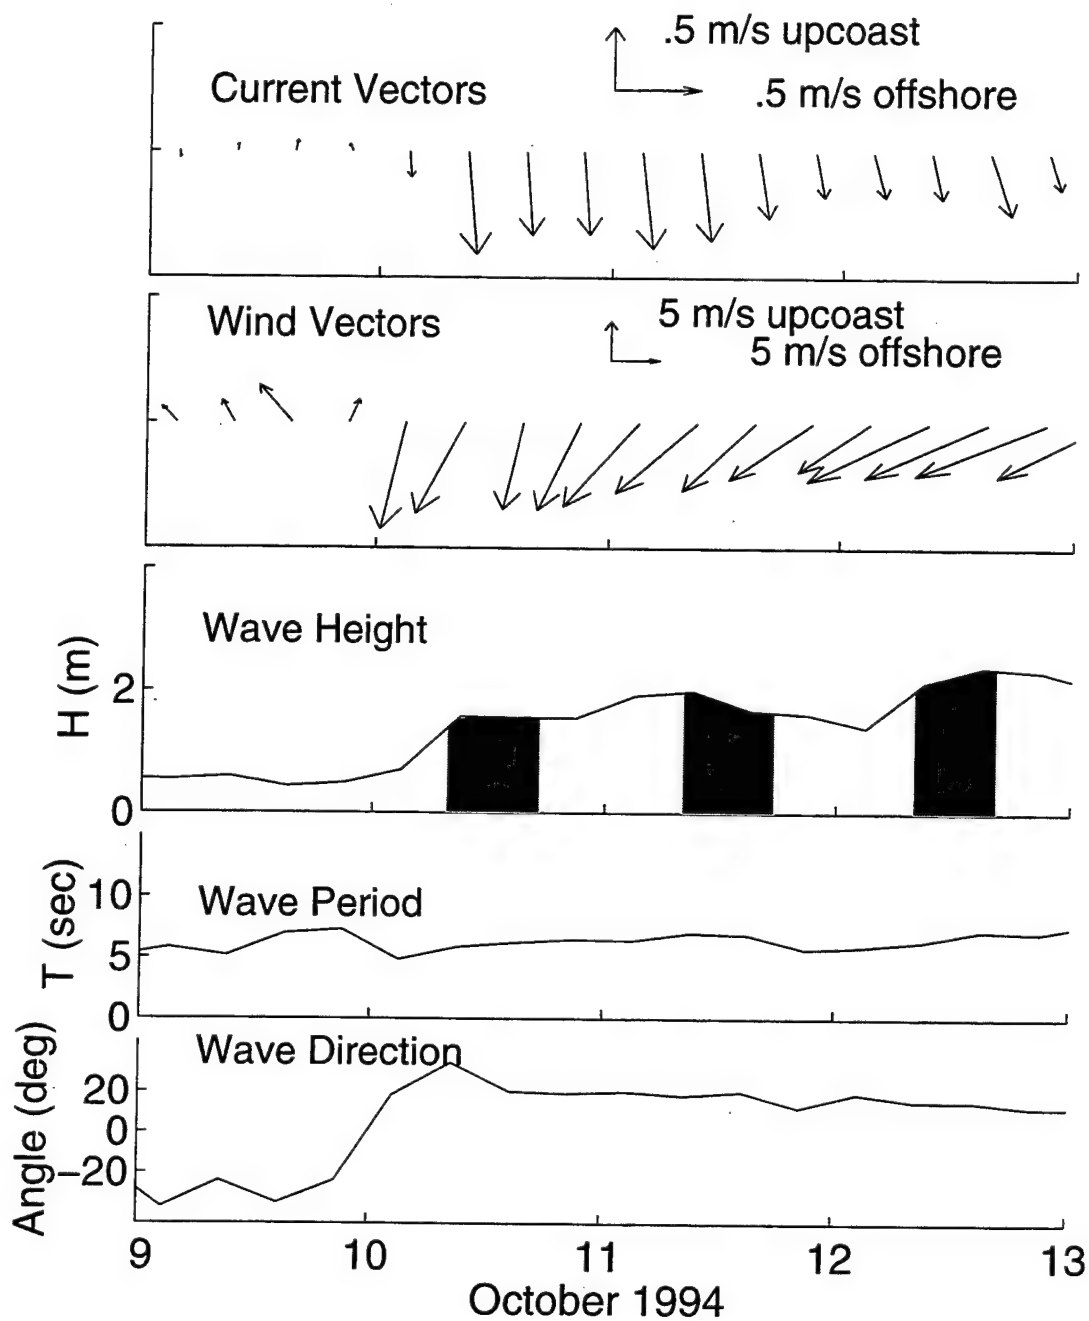 .5 m/s upcoast
Current Vectors
.5 m/s offshore
Wind Vectors
5 m/s upcoast
5 m/s offshore
Wave Height
H (m)
2
0
Wave Period
T (sec)
10
5
0
Wave Direction
Angle (deg)
20
0
−20
9 10 11 12 13
October 1994